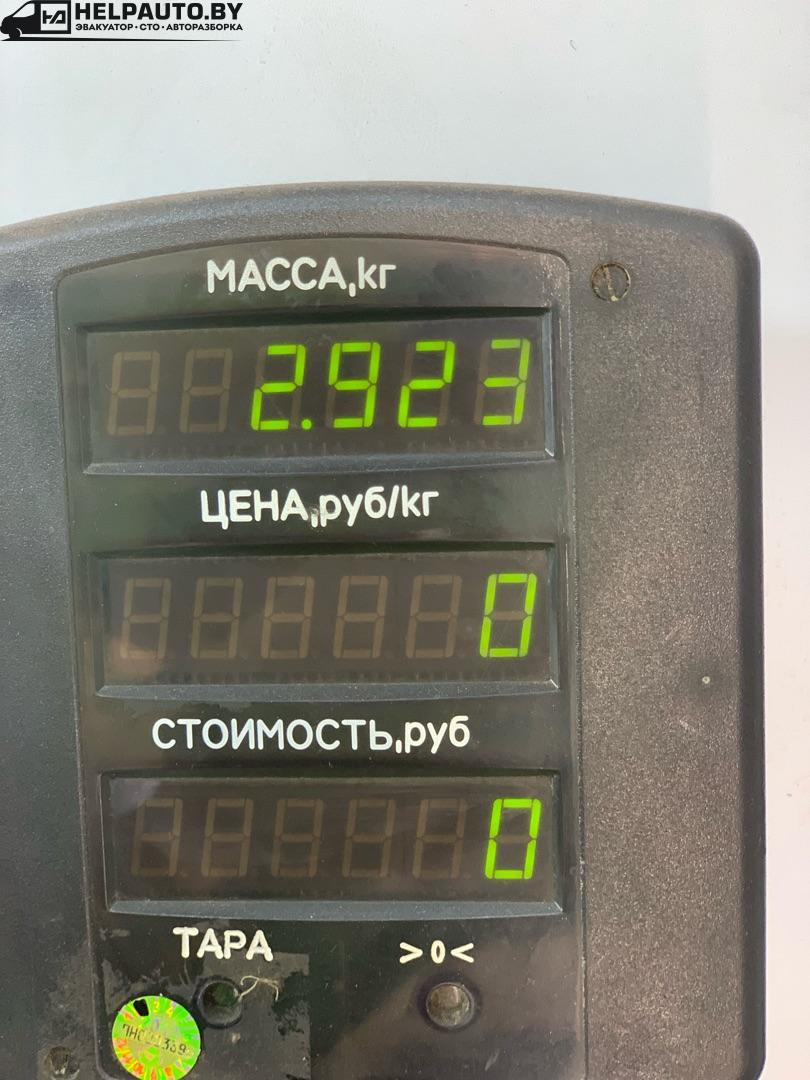 HELPAUTO.BY
ЭВАКУАТОР • СТО • АВТОРАЗБОРКА
МАССА,кг
2.923
ЦЕНА,руб/кг
0
СТОИМОСТЬ,руб
0
ТАРА
>0<